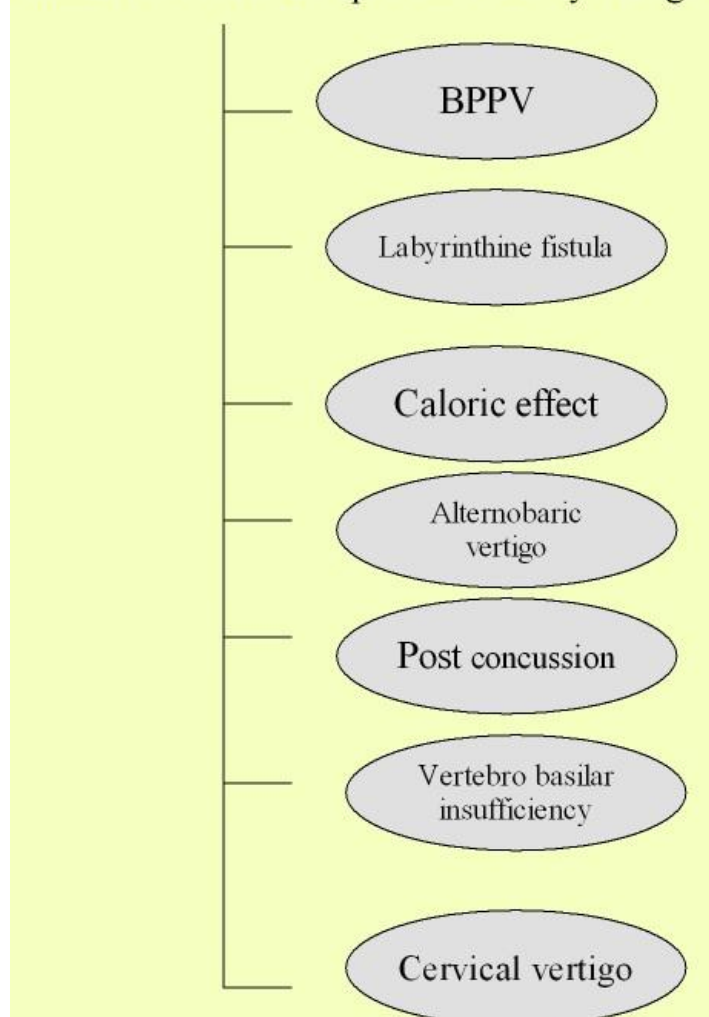 BPPV
Labyrinthine fistula
Caloric effect
Alternobaric
vertigo
Post concussion
Vertebro basilar
insufficiency
Cervical vertigo